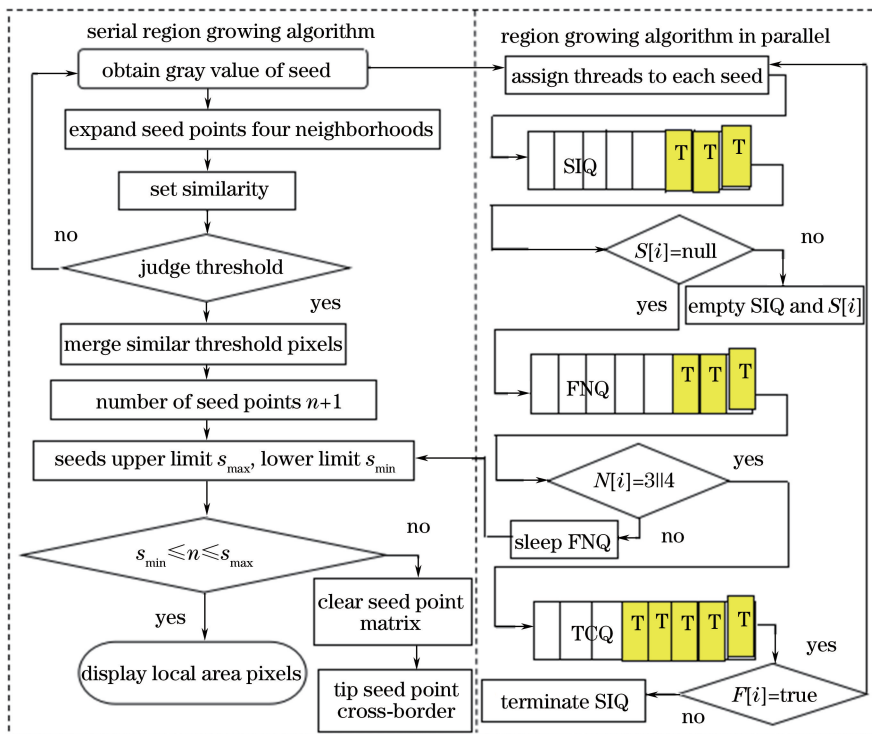 serial region growing algorithm
obtain gray value of seed
expand seed points four neighborhoods
set similarity
no
judge threshold
yes
merge similar threshold pixels
number of seed points n+1
seeds upper limit s_max, lower limit s_min
no
s_min≤n≤s_max
yes
clear seed point
matrix
display local area pixels
tip seed point
cross-border
region growing algorithm in parallel
assign threads to each seed
SIQ T T T
S[i]=null
no
yes
empty SIQ and S[i]
FNQ T T T
N[i]=3||4
yes
no
sleep FNQ
TCQ T T T T T
yes
F[i]=true
no
terminate SIQ